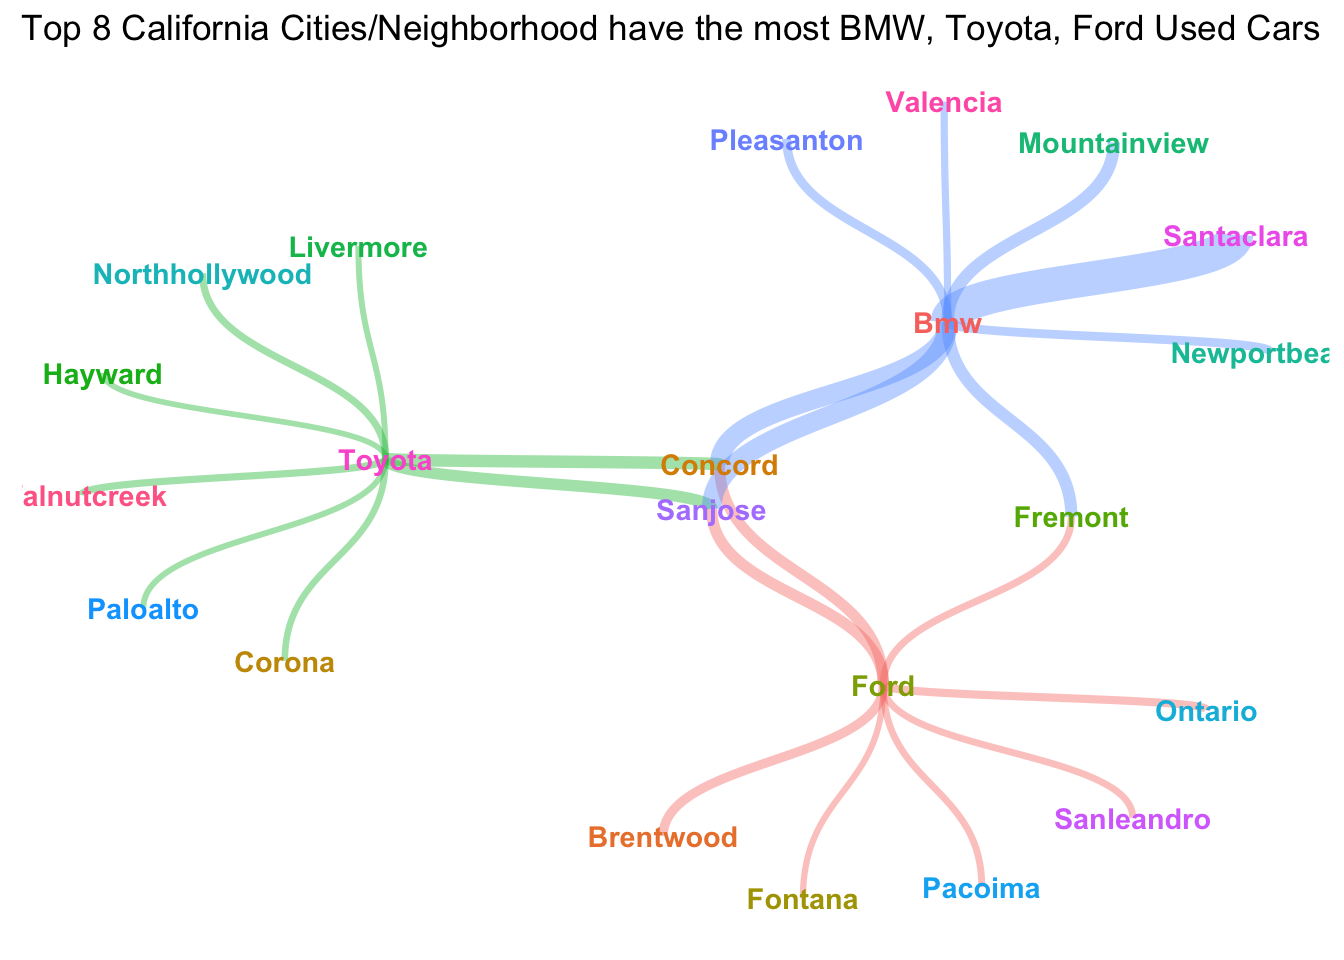 Top 8 California Cities/Neighborhood have the most BMW, Toyota, Ford Used Cars
Valencia
Pleasanton
Mountainview
Santaclara
Livermore
Northhollywood
Bmw
Newportbea
Hayward
Toyota
Concord
alnutcreek
Sanjose
Fremont
Paloalto
Corona
Ford
Ontario
Sanleandro
Brentwood
Pacoima
Fontana